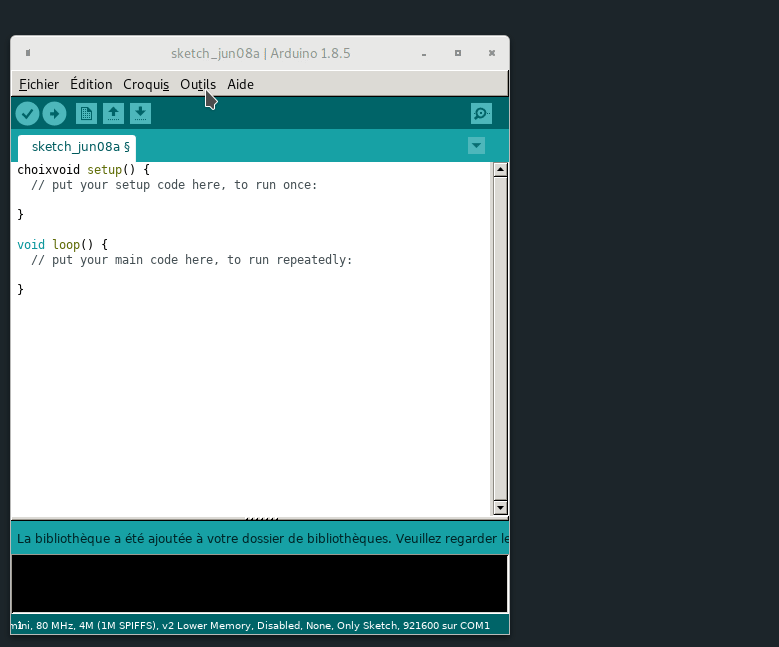 sketch_jun08a | Arduino 1.8.5
Fichier Édition Croquis Outils Aide
sketch_jun08a §
choixvoid setup() {
  // put your setup code here, to run once:
}
void loop() {
  // put your main code here, to run repeatedly:
}
La bibliothèque a été ajoutée à votre dossier de bibliothèques. Veuillez regarder le
80 MHz, 4M (1M SPIFFS), v2 Lower Memory, Disabled, None, Only Sketch, 921600 sur COM1